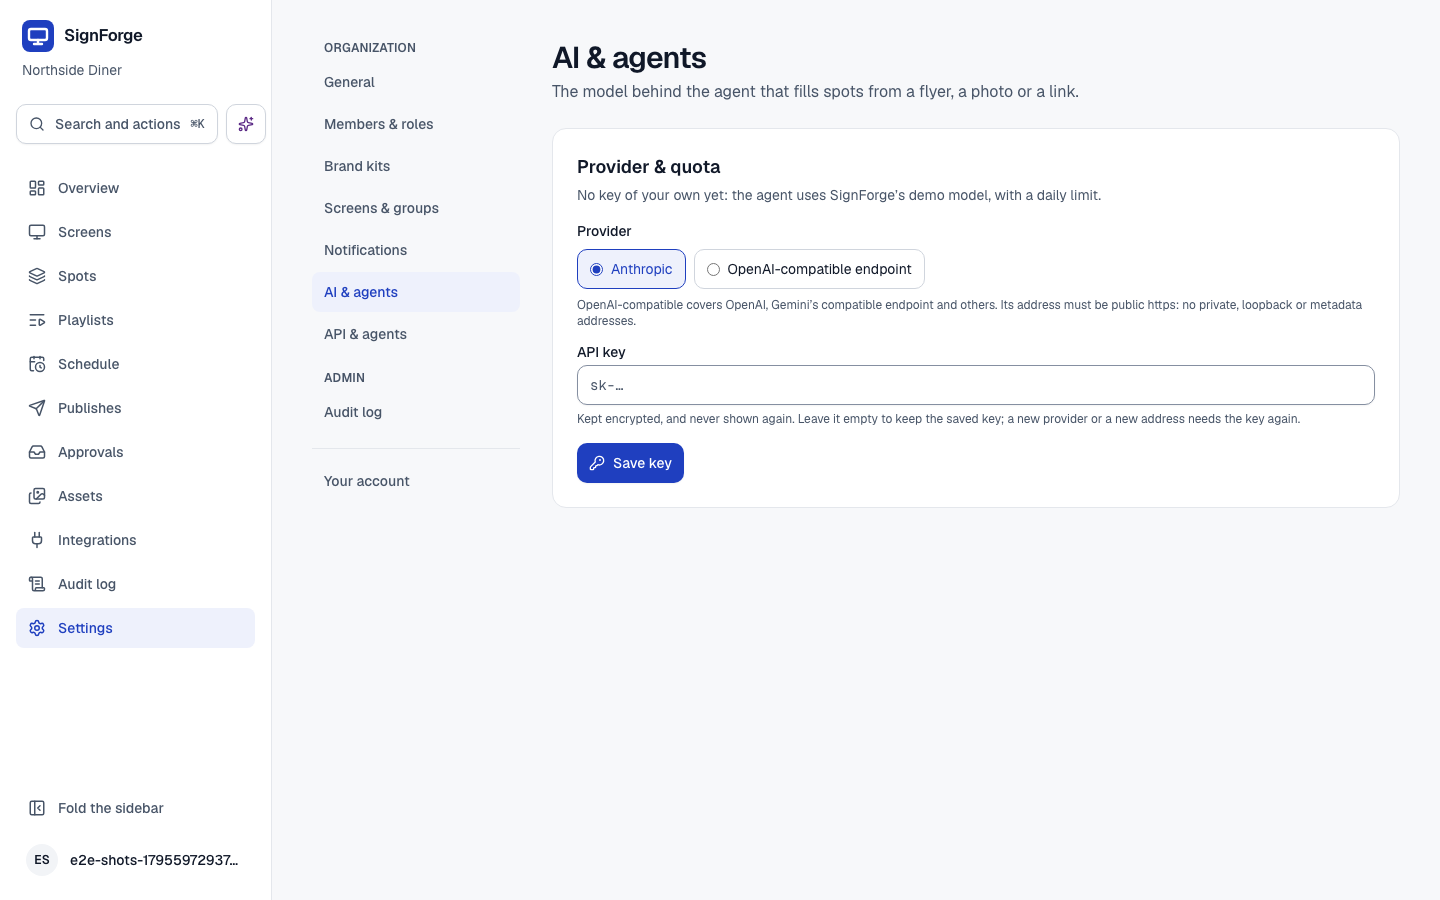 SignForge
Northside Diner
Search and actions ⌘K
Overview
Screens
Spots
Playlists
Schedule
Publishes
Approvals
Assets
Integrations
Audit log
Settings
Fold the sidebar
ES e2e-shots-17955972937...
ORGANIZATION
General
Members & roles
Brand kits
Screens & groups
Notifications
AI & agents
API & agents
ADMIN
Audit log
Your account
AI & agents
The model behind the agent that fills spots from a flyer, a photo or a link.
Provider & quota
No key of your own yet: the agent uses SignForge's demo model, with a daily limit.
Provider
Anthropic
OpenAI-compatible endpoint
OpenAI-compatible covers OpenAI, Gemini's compatible endpoint and others. Its address must be public https: no private, loopback or metadata
addresses.
API key
sk-…
Kept encrypted, and never shown again. Leave it empty to keep the saved key; a new provider or a new address needs the key again.
Save key